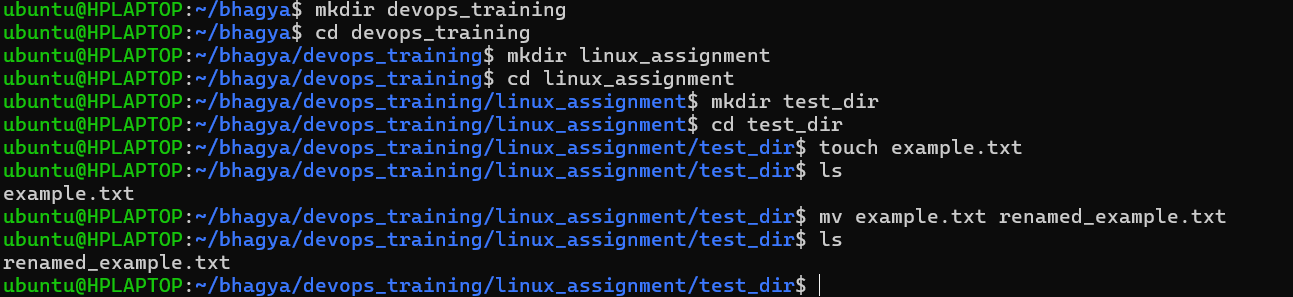 ubuntu@HPLAPTOP:~/bhagya$ mkdir devops_training
ubuntu@HPLAPTOP:~/bhagya$ cd devops_training
ubuntu@HPLAPTOP:~/bhagya/devops_training$ mkdir linux_assignment
ubuntu@HPLAPTOP:~/bhagya/devops_training$ cd linux_assignment
ubuntu@HPLAPTOP:~/bhagya/devops_training/linux_assignment$ mkdir test_dir
ubuntu@HPLAPTOP:~/bhagya/devops_training/linux_assignment$ cd test_dir
ubuntu@HPLAPTOP:~/bhagya/devops_training/linux_assignment/test_dir$ touch example.txt
ubuntu@HPLAPTOP:~/bhagya/devops_training/linux_assignment/test_dir$ ls
example.txt
ubuntu@HPLAPTOP:~/bhagya/devops_training/linux_assignment/test_dir$ mv example.txt renamed_example.txt
ubuntu@HPLAPTOP:~/bhagya/devops_training/linux_assignment/test_dir$ ls
renamed_example.txt
ubuntu@HPLAPTOP:~/bhagya/devops_training/linux_assignment/test_dir$